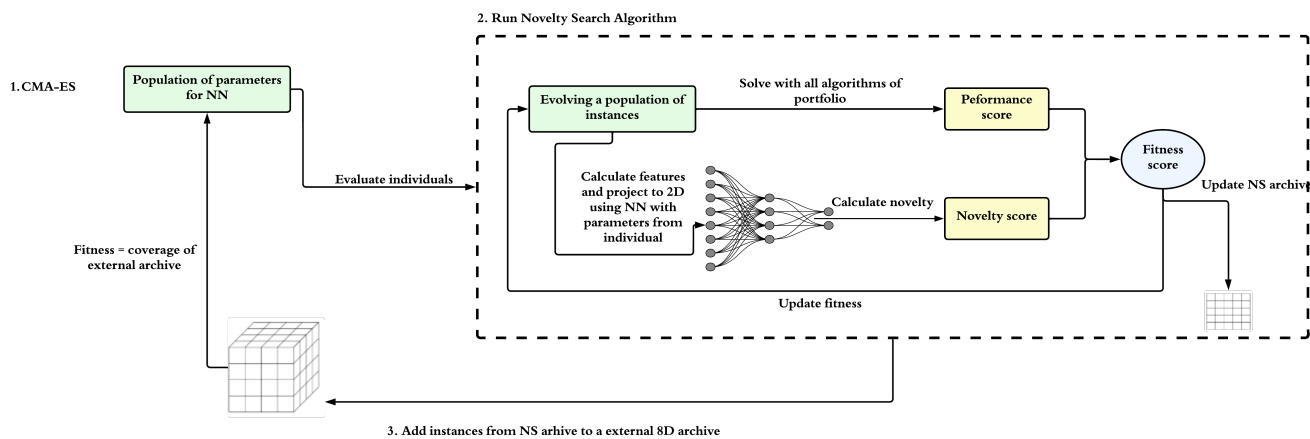 2. Run Novelty Search Algorithm
1.CMA-ES
Population of parameters
for NN
Evolving a population of
instances
Solve with all algorithms of
portfolio
Peformance
score
Fitness
score
Evaluate individuals
Calculate features
and project to 2D
using NN with
parameters from
individual
Calculate novelty
Novelty score
Update NS archive
Fitness = coverage of
external archive
Update fitness
3. Add instances from NS arhive to a external 8D archive